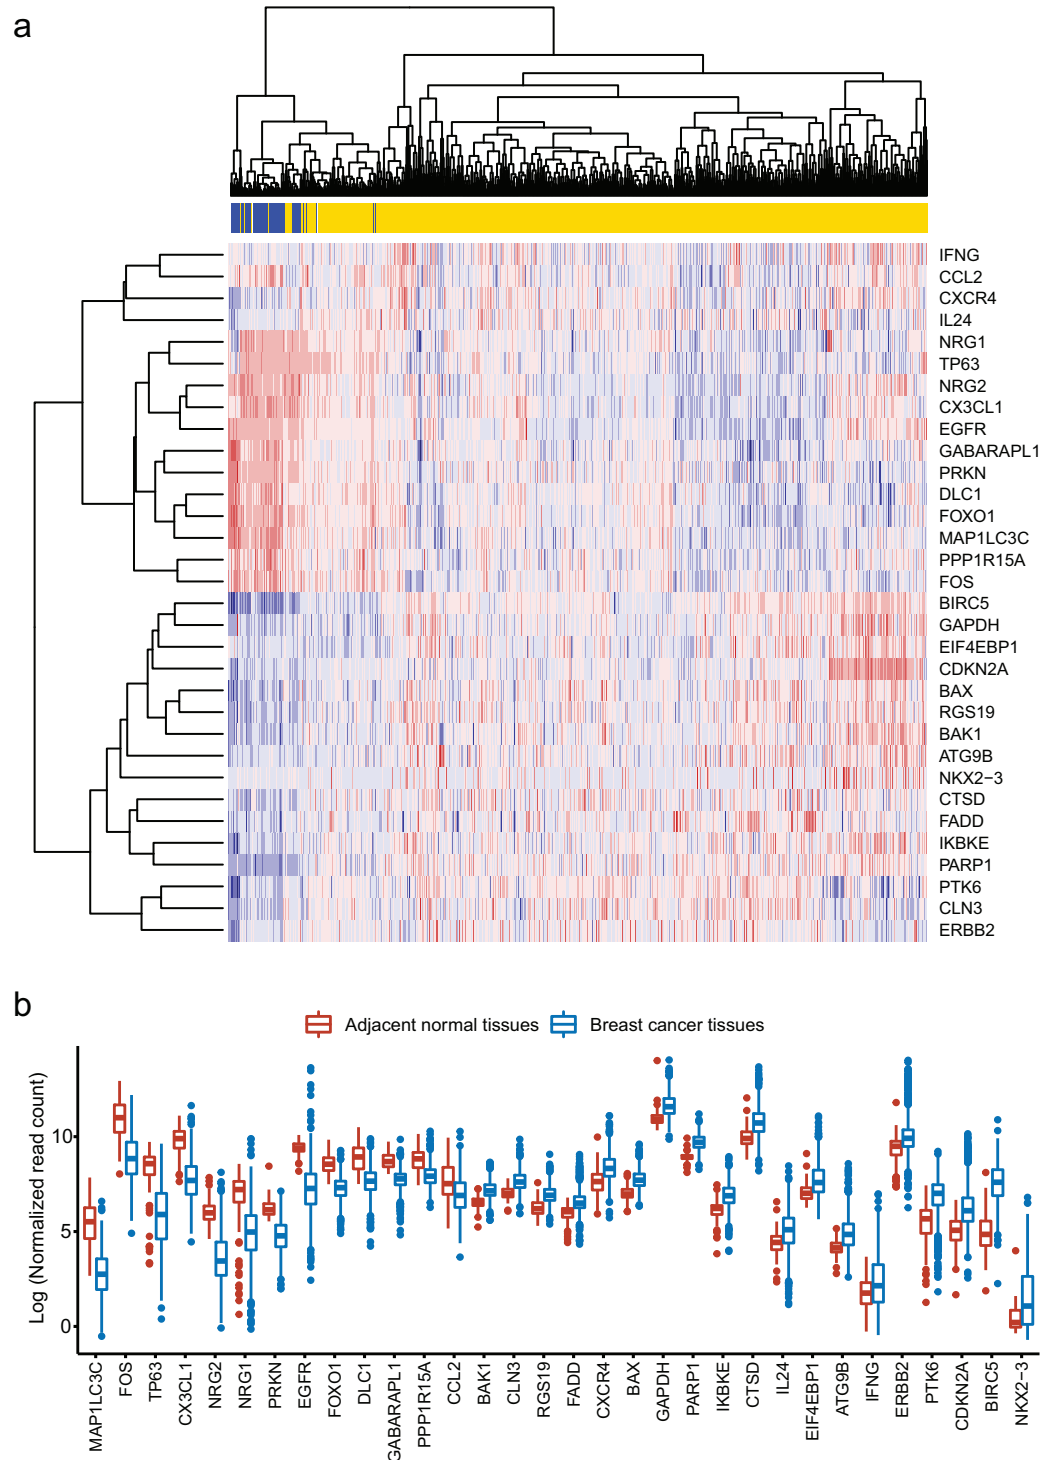 a
IFNG
CCL2
CXCR4
IL24
NRG1
TP63
NRG2
CX3CL1
EGFR
GABARAPL1
PRKN
DLC1
FOXO1
MAP1LC3C
PPP1R15A
FOS
BIRC5
GAPDH
EIF4EBP1
CDKN2A
BAX
RGS19
BAK1
ATG9B
NKX2−3
CTSD
FADD
IKBKE
PARP1
PTK6
CLN3
ERBB2
b
Adjacent normal tissues
Breast cancer tissues
Log (Normalized read count)
10
5
0
MAP1LC3C
FOS
TP63
CX3CL1
NRG2
NRG1
PRKN
EGFR
FOXO1
DLC1
GABARAPL1
PPP1R15A
CCL2
BAK1
CLN3
RGS19
FADD
CXCR4
BAX
GAPDH
PARP1
IKBKE
CTSD
IL24
EIF4EBP1
ATG9B
IFNG
ERBB2
PTK6
CDKN2A
BIRC5
NKX2−3